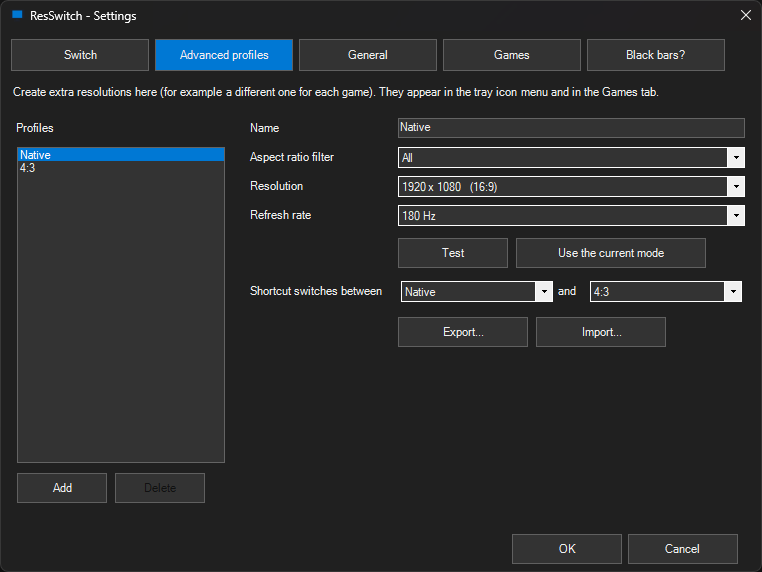 ResSwitch - Settings
Switch
Advanced profiles
General
Games
Black bars?
Create extra resolutions here (for example a different one for each game). They appear in the tray icon menu and in the Games tab.
Profiles
Native
4:3
Add
Delete
Name
Native
Aspect ratio filter
All
Resolution
1920 x 1080 (16:9)
Refresh rate
180 Hz
Test
Use the current mode
Shortcut switches between
Native
and
4:3
Export...
Import...
OK
Cancel